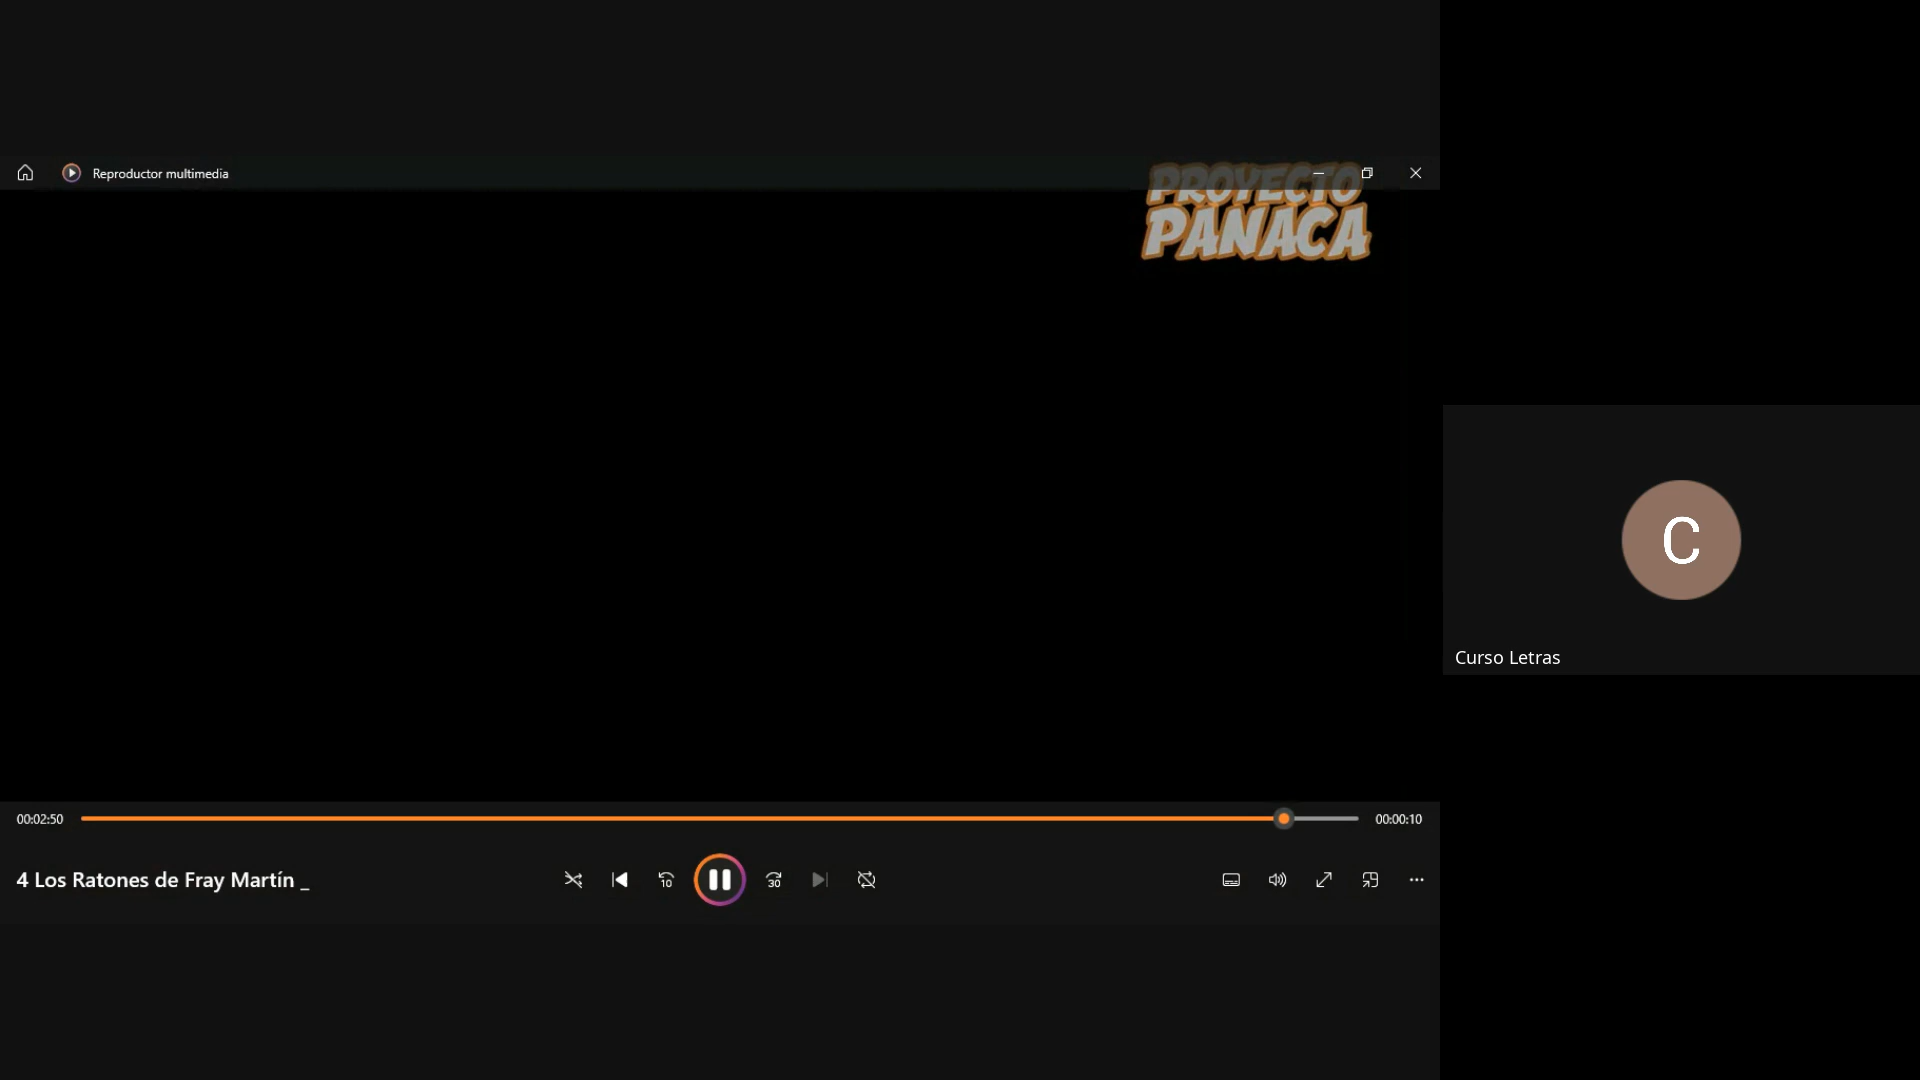 Reproductor multimedia
PROYECTO
PANACA
C
Curso Letras
00:02:50
00:00:10
4 Los Ratones de Fray Martín _
10
30